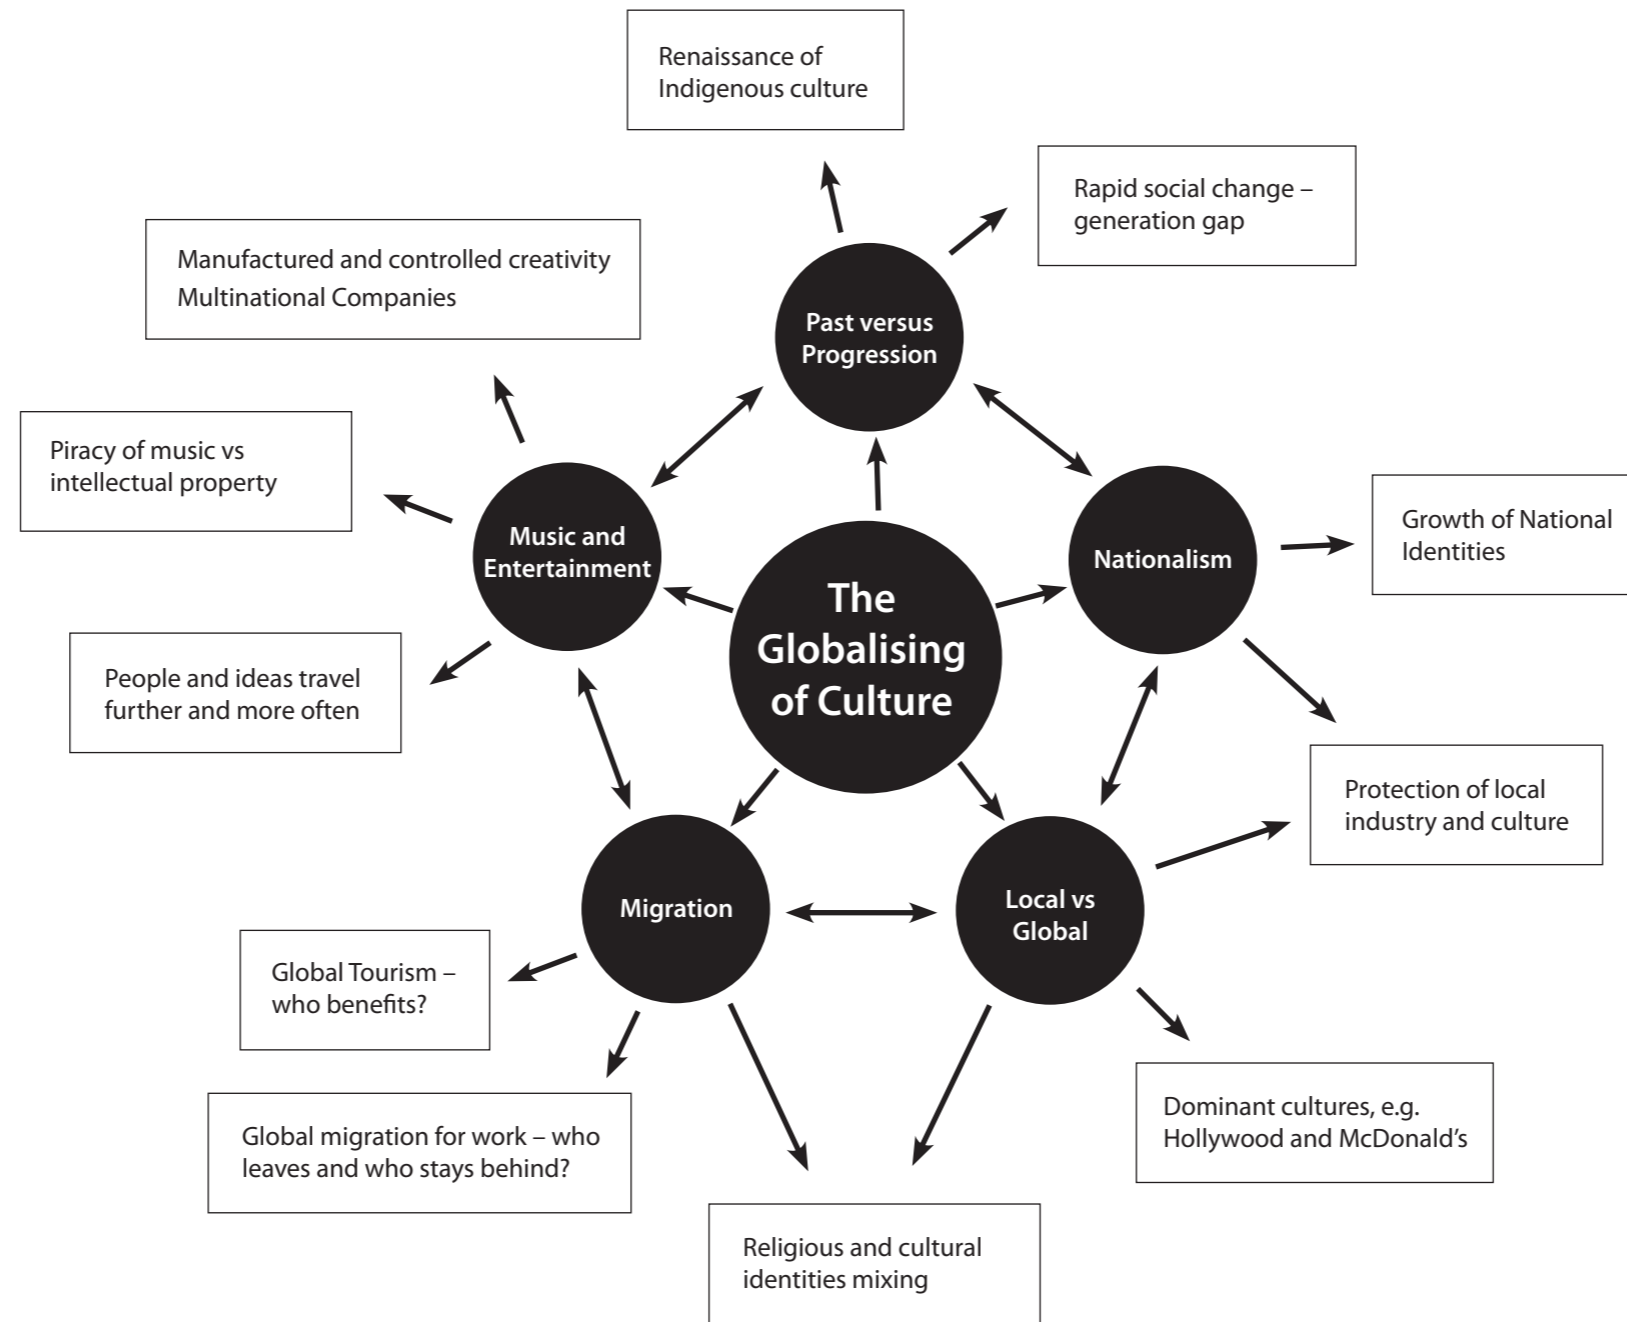 Renaissance of
Indigenous culture
Rapid social change –
generation gap
Manufactured and controlled creativity
Multinational Companies
Past versus
Progression
Piracy of music vs
intellectual property
Music and
Entertainment
Nationalism
Growth of National
Identities
The
Globalising
of Culture
People and ideas travel
further and more often
Protection of local
industry and culture
Migration
Local vs
Global
Global Tourism –
who benefits?
Dominant cultures, e.g.
Hollywood and McDonald’s
Global migration for work – who
leaves and who stays behind?
Religious and cultural
identities mixing